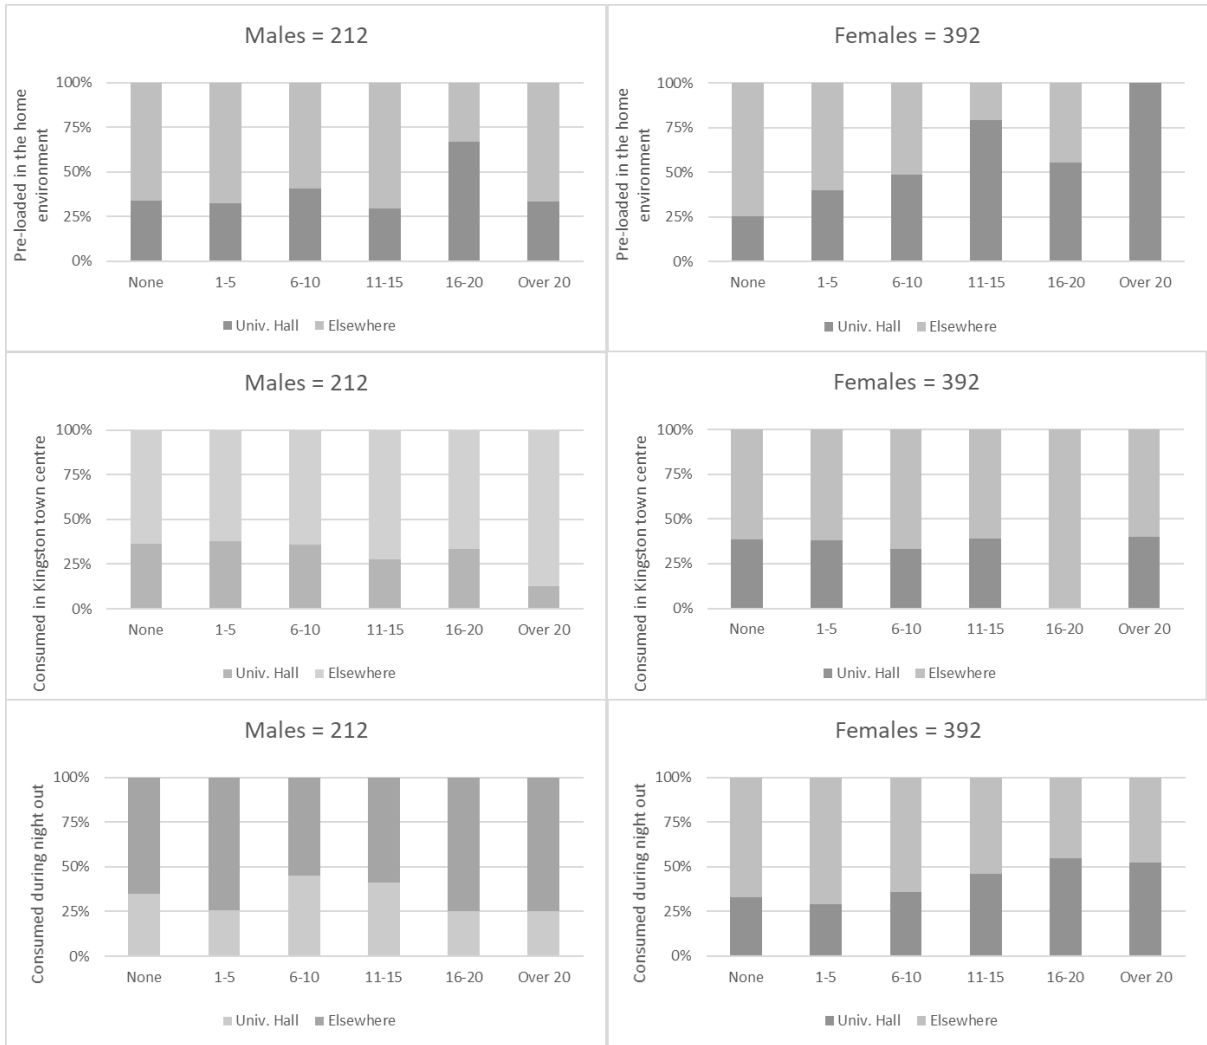 Males = 212
Pre-loaded in the home
environment
100%
75%
50%
25%
0%
None 1-5 6-10 11-15 16-20 Over 20
Univ. Hall Elsewhere
Females = 392
Pre-loaded in the home
environment
100%
75%
50%
25%
0%
None 1-5 6-10 11-15 16-20 Over 20
Univ. Hall Elsewhere
Males = 212
Consumed in Kingston town centre
100%
75%
50%
25%
0%
None 1-5 6-10 11-15 16-20 Over 20
Univ. Hall Elsewhere
Females = 392
Consumed in Kingston town centre
100%
75%
50%
25%
0%
None 1-5 6-10 11-15 16-20 Over 20
Univ. Hall Elsewhere
Males = 212
Consumed during night out
100%
75%
50%
25%
0%
None 1-5 6-10 11-15 16-20 Over 20
Univ. Hall Elsewhere
Females = 392
Consumed during night out
100%
75%
50%
25%
0%
None 1-5 6-10 11-15 16-20 Over 20
Univ. Hall Elsewhere